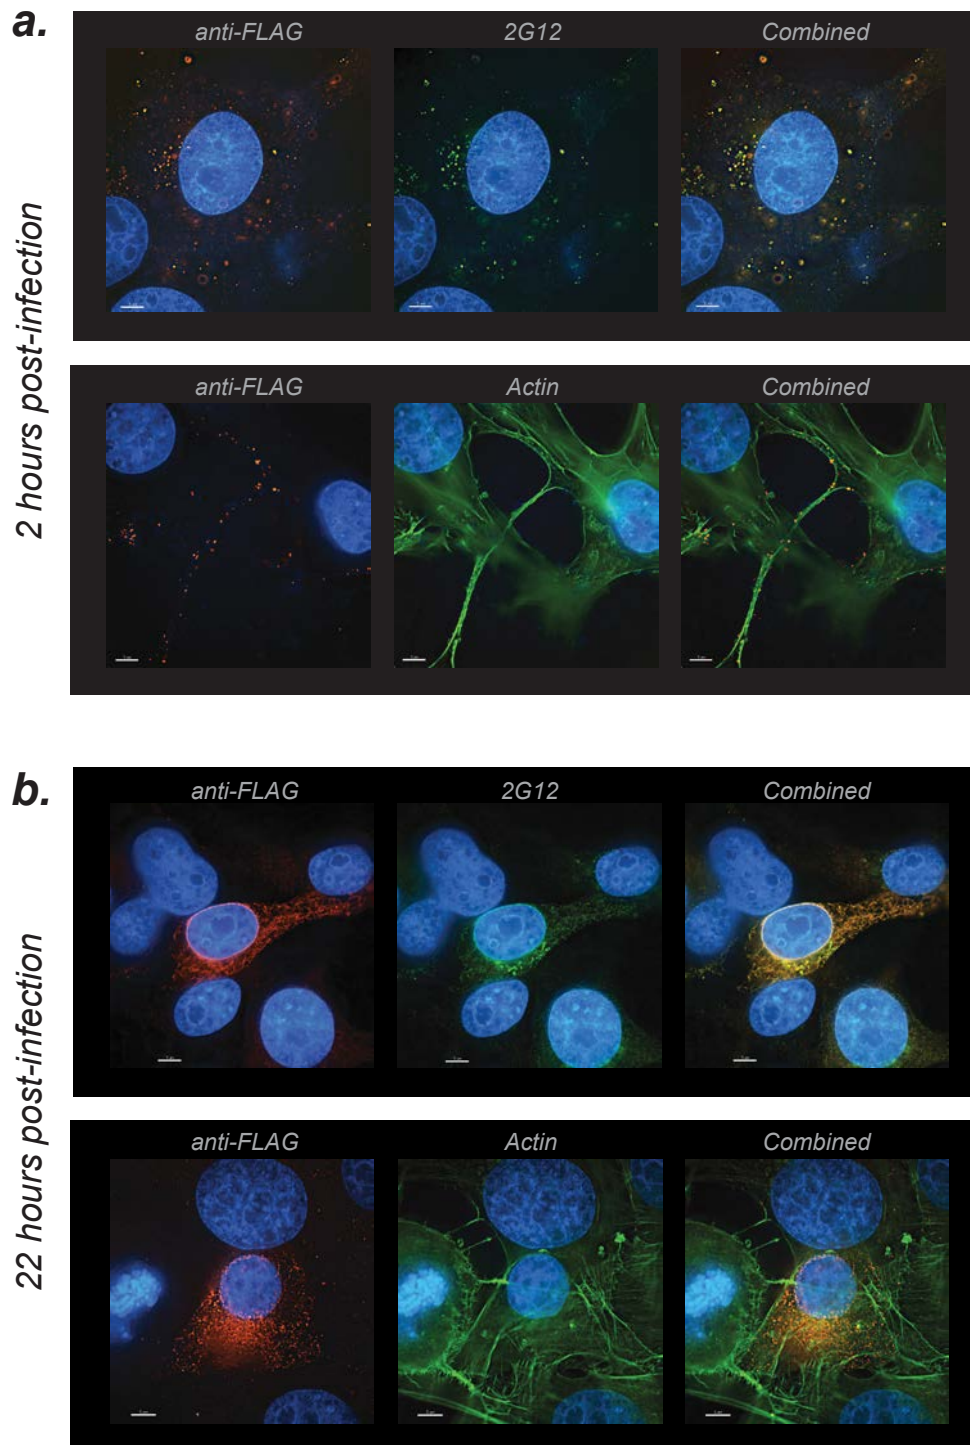 a.
2 hours post-infection
anti-FLAG 2G12 Combined
anti-FLAG Actin Combined
b.
22 hours post-infection
anti-FLAG 2G12 Combined
anti-FLAG Actin Combined